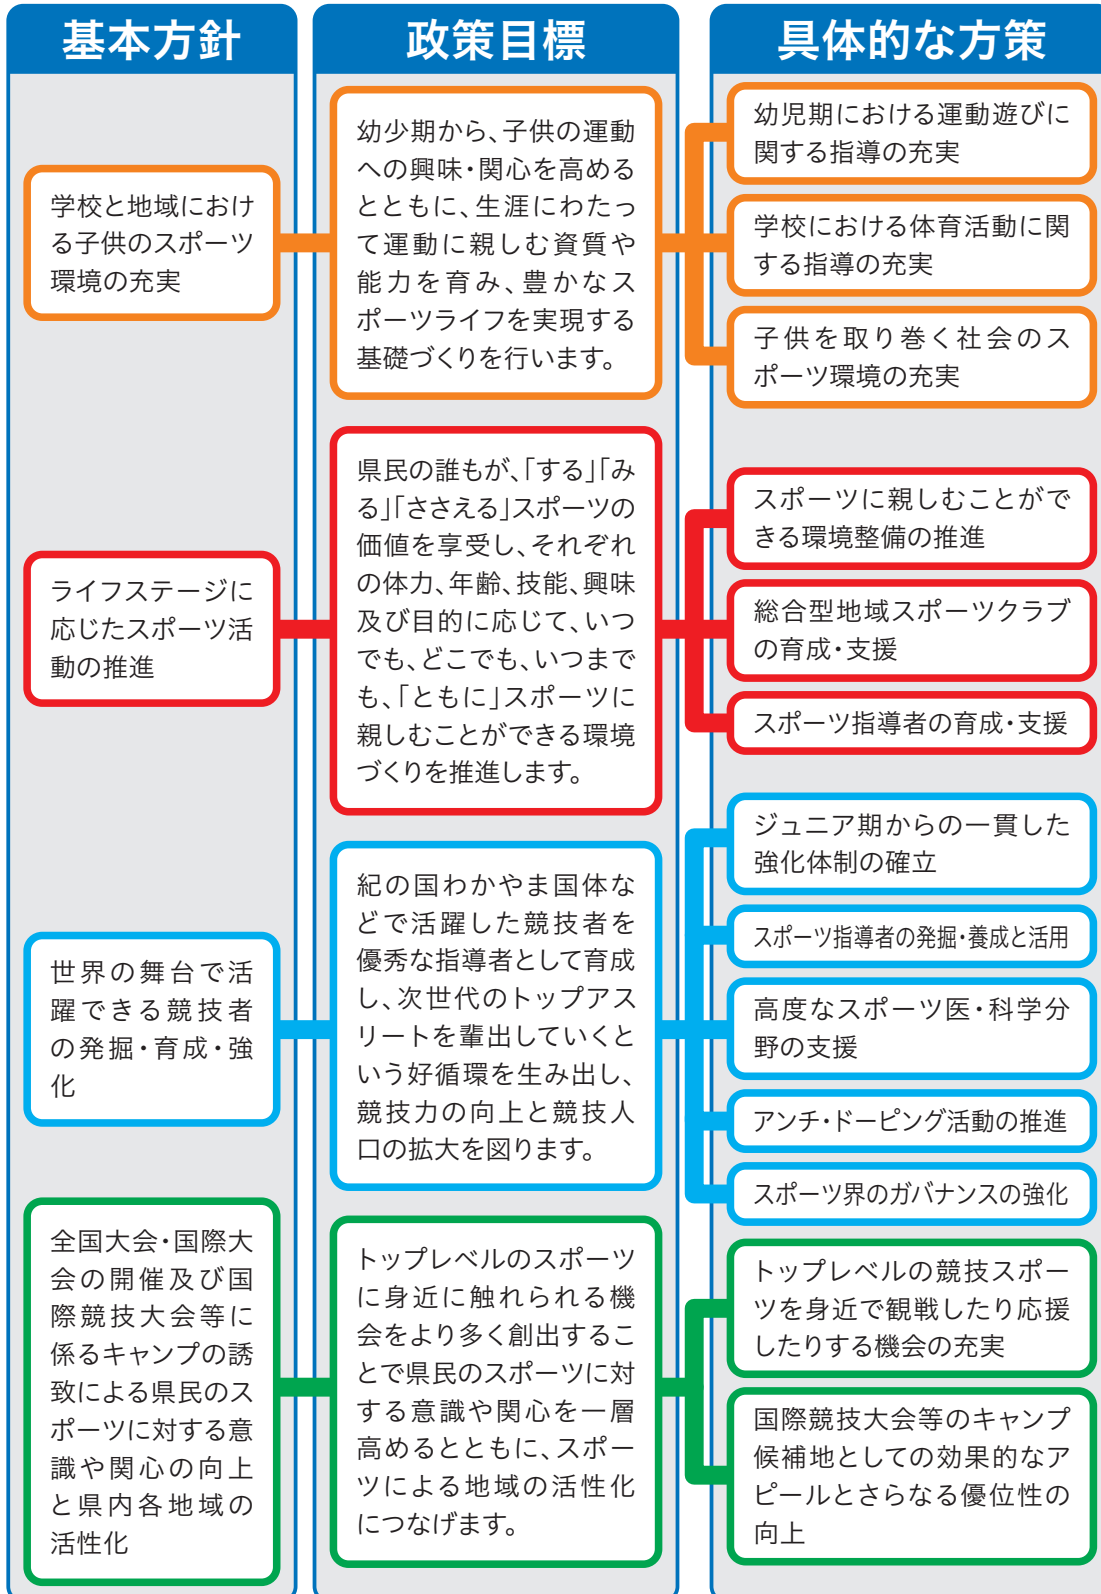 基本方針
政策目標
具体的な方策
学校と地域におけ
る子供のスポーツ
環境の充実
幼少期から、子供の運動
への興味・関心を高める
とともに、生涯にわたっ
て運動に親しむ資質や
能力を育み、豊かなス
ポーツライフを実現する
基礎づくりを行います。
幼児期における運動遊びに
関する指導の充実
学校における体育活動に関
する指導の充実
子供を取り巻く社会のス
ポーツ環境の充実
ライフステージに
応じたスポーツ活
動の推進
県民の誰もが、「する」「み
る」「ささえる」スポーツの
価値を享受し、それぞれ
の体力、年齢、技能、興味
及び目的に応じて、いつ
でも、どこでも、いつまで
も、「ともに」スポーツに
親しむことができる環境
づくりを推進します。
スポーツに親しむことがで
きる環境整備の推進
総合型地域スポーツクラブ
の育成・支援
スポーツ指導者の育成・支援
世界の舞台で活
躍できる競技者
の発掘・育成・強
化
紀の国わかやま国体な
どで活躍した競技者を
優秀な指導者として育成
し、次世代のトップアス
リートを輩出していくと
いう好循環を生み出し、
競技力の向上と競技人
口の拡大を図ります。
ジュニア期からの一貫した
強化体制の確立
スポーツ指導者の発掘・養成と活用
高度なスポーツ医・科学分
野の支援
アンチ・ドーピング活動の推進
スポーツ界のガバナンスの強化
全国大会・国際大
会の開催及び国
際競技大会等に
係るキャンプの誘
致による県民のス
ポーツに対する意
識や関心の向上
と県内各地域の
活性化
トップレベルのスポーツ
に身近に触れられる機
会をより多く創出するこ
とで県民のスポーツに対
する意識や関心を一層
高めるとともに、スポー
ツによる地域の活性化
につなげます。
トップレベルの競技スポー
ツを身近で観戦したり応援
したりする機会の充実
国際競技大会等のキャンプ
候補地としての効果的なア
ピールとさらなる優位性の
向上